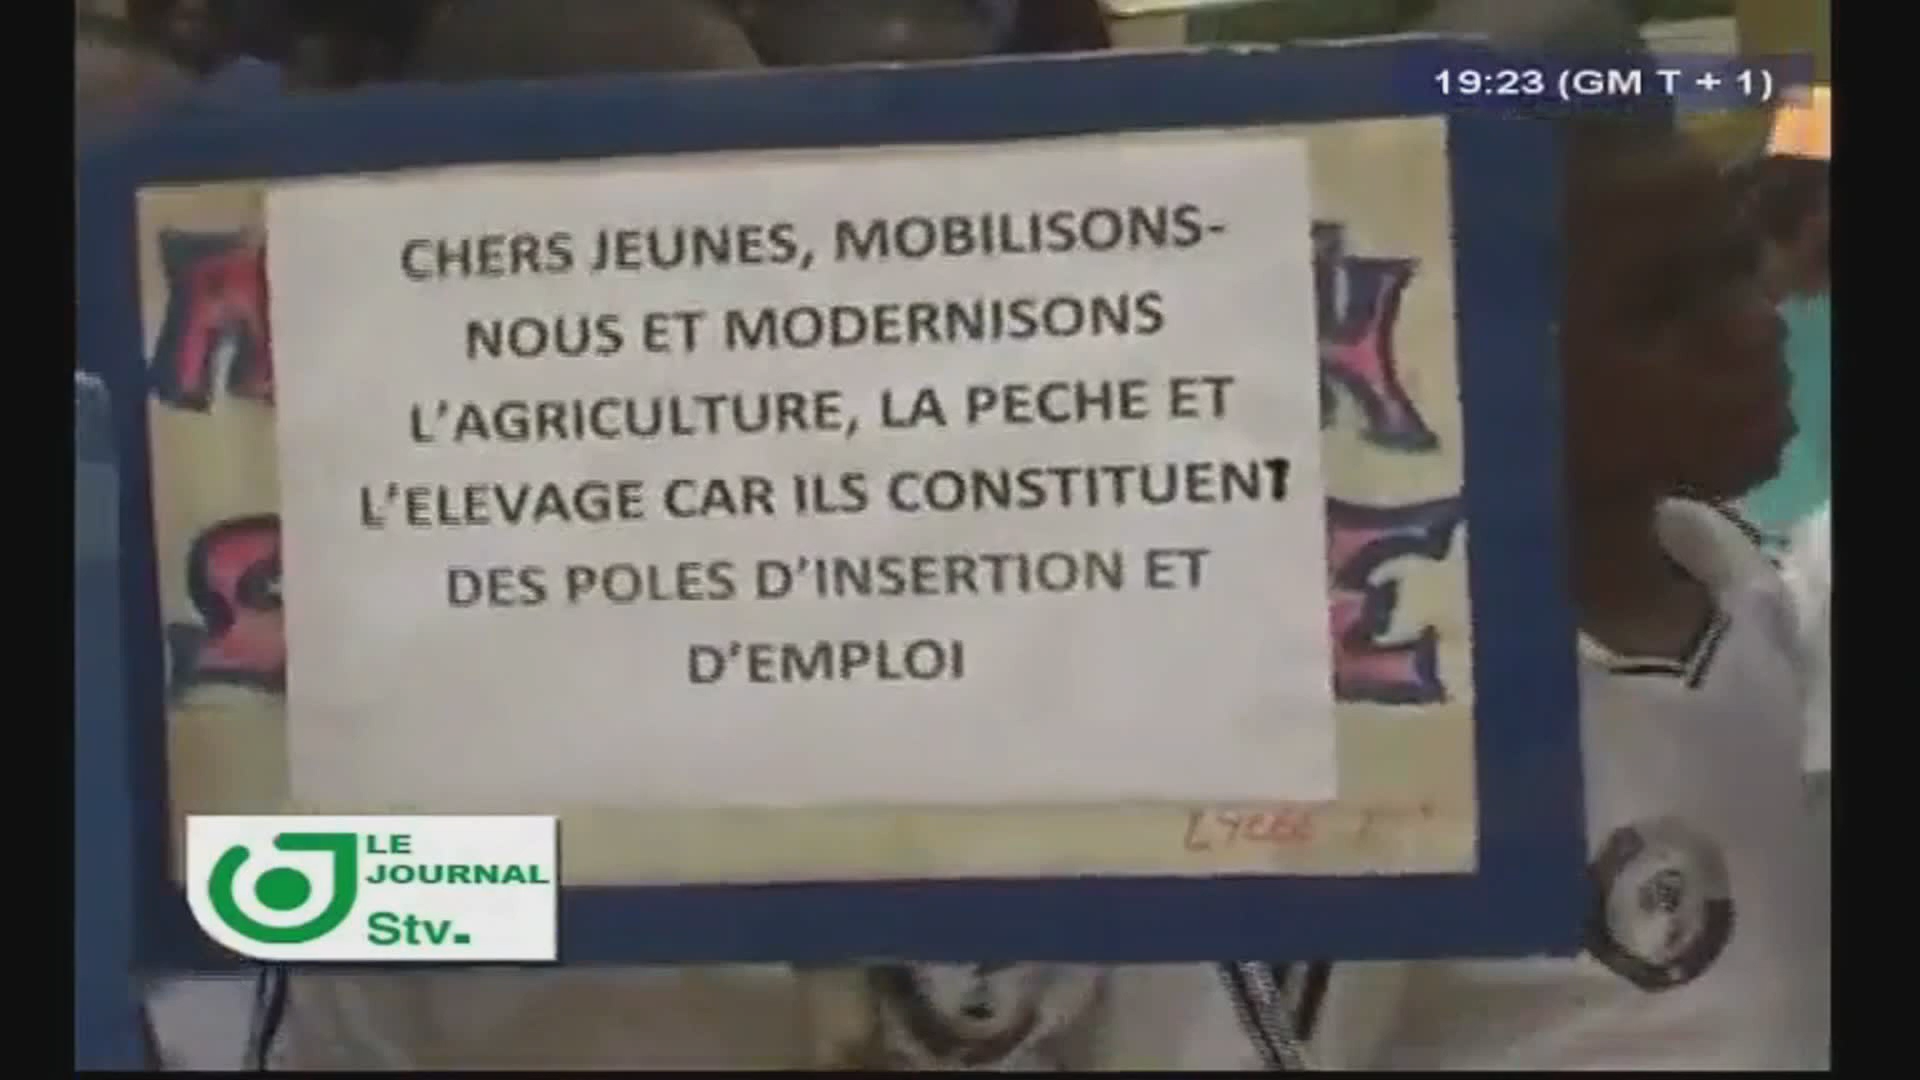 19:23 (GM T + 1)
CHERS JEUNES, MOBILISONS-
NOUS ET MODERNISONS
L'AGRICULTURE, LA PECHE ET
L'ELEVAGE CAR ILS CONSTITUENT
DES POLES D'INSERTION ET
D'EMPLOI
LYCEE
LE
JOURNAL
Stv.